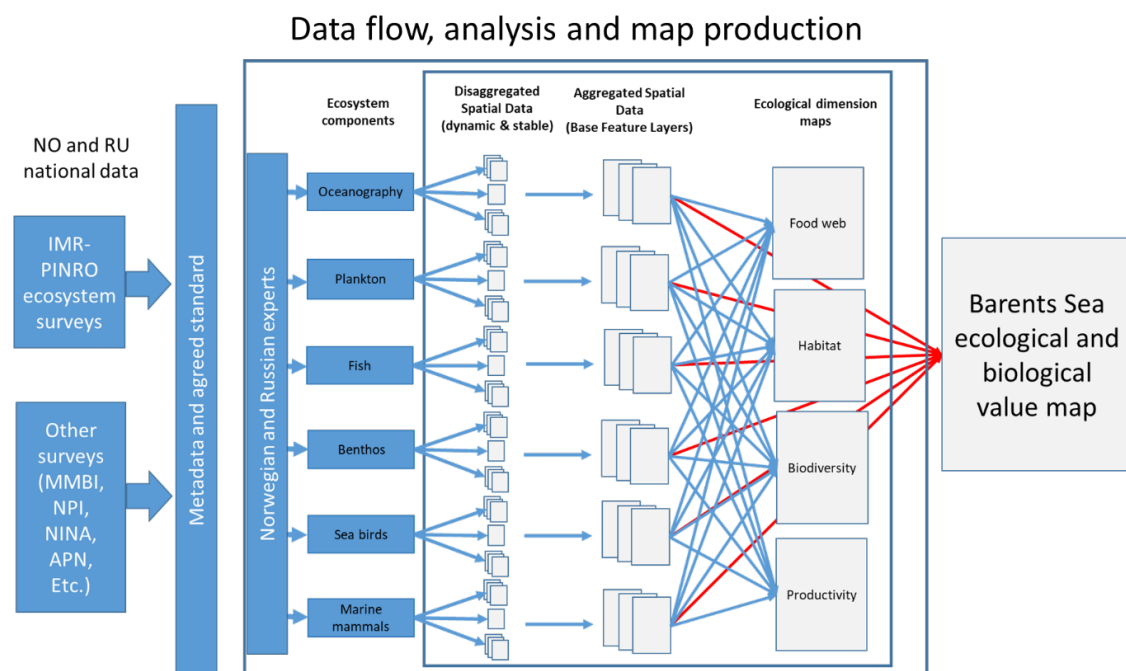 Data flow, analysis and map production
NO and RU
national data
IMR-
PINRO
ecosystem
surveys
Other
surveys
(MMBI,
NPI,
NINA,
APN,
Etc.)
Metadata and agreed standard
Norwegian and Russian experts
Ecosystem
components
Oceanography
Plankton
Fish
Benthos
Sea birds
Marine
mammals
Disaggregated
Spatial Data
(dynamic & stable)
Aggregated Spatial
Data
(Base Feature Layers)
Ecological dimension
maps
Food web
Habitat
Biodiversity
Productivity
Barents Sea
ecological and
biological
value map